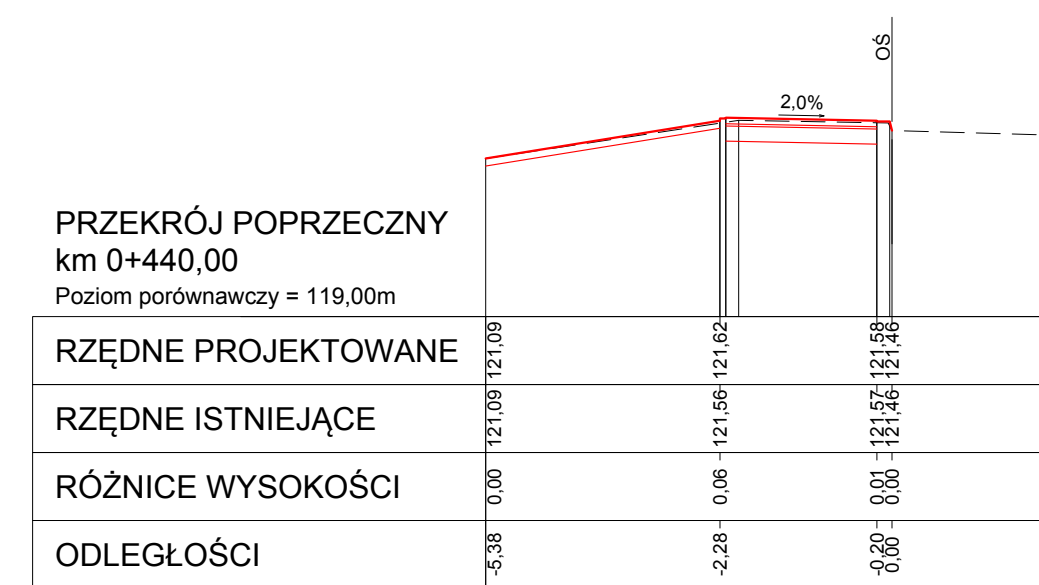 OŚ
2,0%
PRZEKRÓJ POPRZECZNY
km 0+440,00
Poziom porównawczy = 119,00m
RZĘDNE PROJEKTOWANE 121,09 121,62 121,58 121,46
RZĘDNE ISTNIEJĄCE 121,09 121,56 121,57 121,46
RÓŻNICE WYSOKOŚCI 0,00 0,06 0,01 0,00
ODLEGŁOŚCI -5,38 -2,28 -0,20 0,00